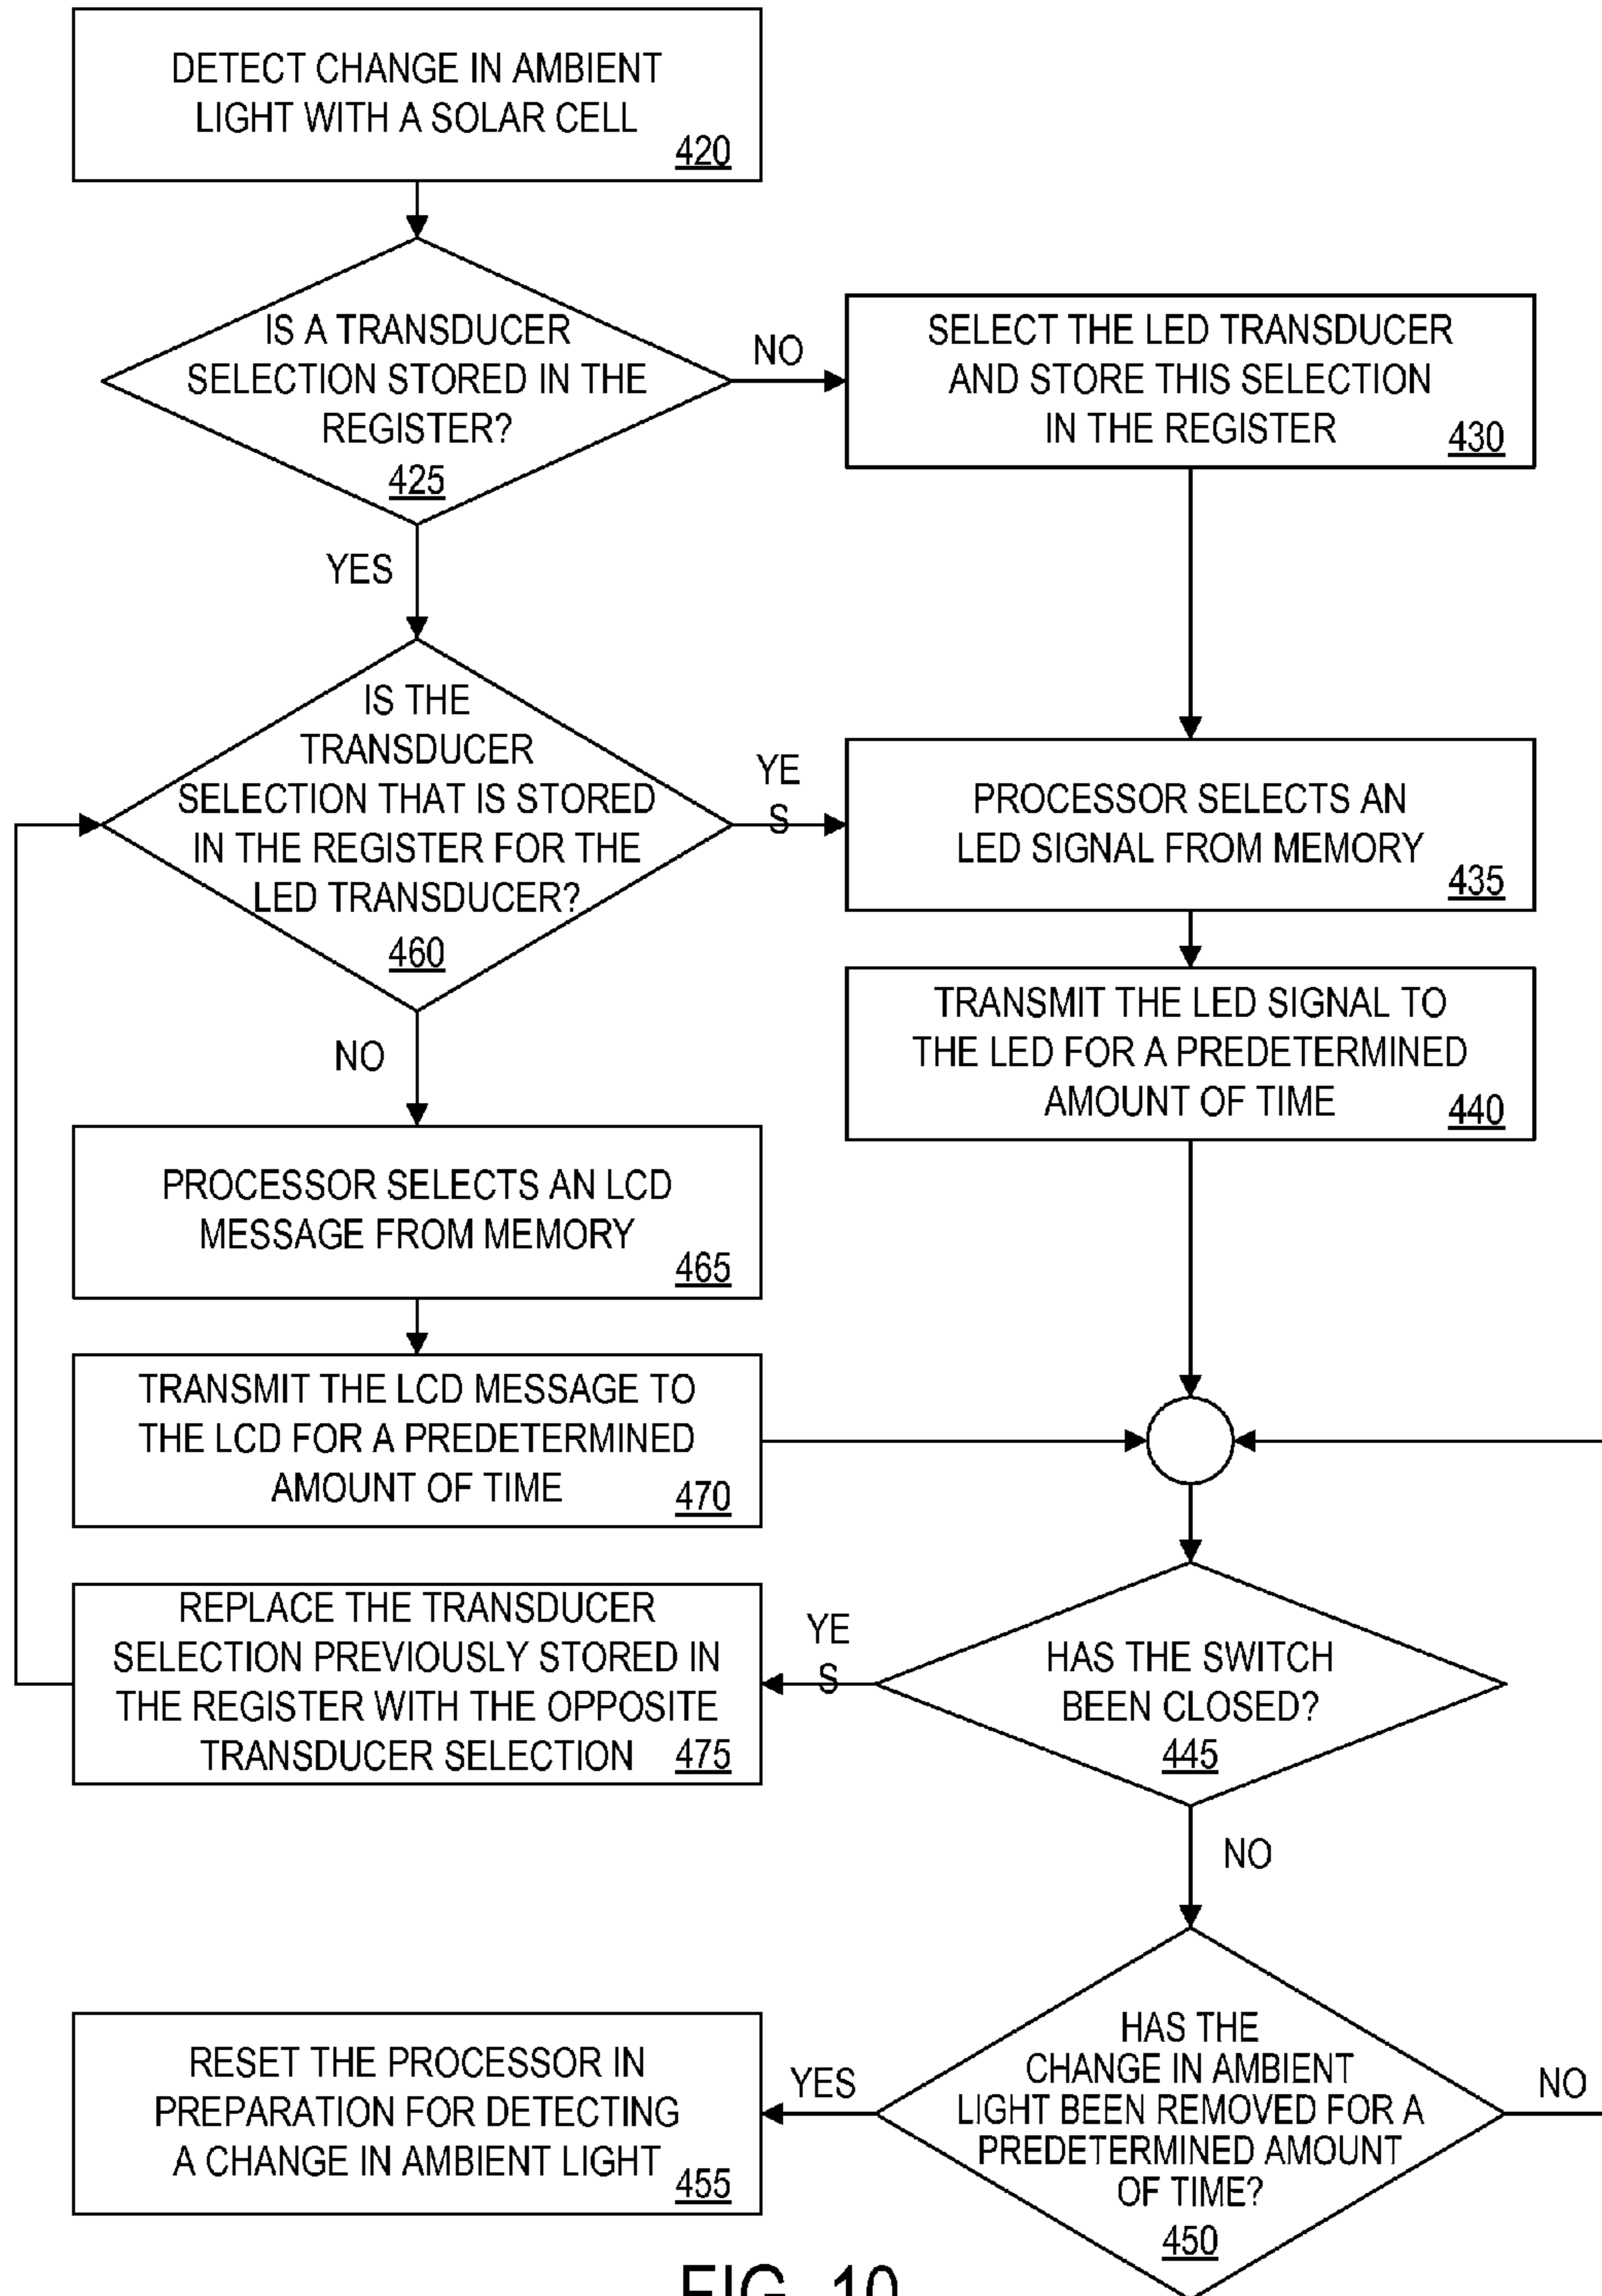 DETECT CHANGE IN AMBIENT
LIGHT WITH A SOLAR CELL
420
IS A TRANSDUCER
SELECTION STORED IN THE
REGISTER?
425
NO
SELECT THE LED TRANSDUCER
AND STORE THIS SELECTION
IN THE REGISTER
430
YES
IS THE
TRANSDUCER
SELECTION THAT IS STORED
IN THE REGISTER FOR THE
LED TRANSDUCER?
460
YE
S
PROCESSOR SELECTS AN
LED SIGNAL FROM MEMORY
435
TRANSMIT THE LED SIGNAL TO
THE LED FOR A PREDETERMINED
AMOUNT OF TIME
440
NO
PROCESSOR SELECTS AN LCD
MESSAGE FROM MEMORY
465
TRANSMIT THE LCD MESSAGE TO
THE LCD FOR A PREDETERMINED
AMOUNT OF TIME
470
REPLACE THE TRANSDUCER
SELECTION PREVIOUSLY STORED IN
THE REGISTER WITH THE OPPOSITE
TRANSDUCER SELECTION
475
YE
S
HAS THE SWITCH
BEEN CLOSED?
445
NO
RESET THE PROCESSOR IN
PREPARATION FOR DETECTING
A CHANGE IN AMBIENT LIGHT
455
YES
HAS THE
CHANGE IN AMBIENT
LIGHT BEEN REMOVED FOR A
PREDETERMINED AMOUNT
OF TIME?
450
NO
FIG. 10